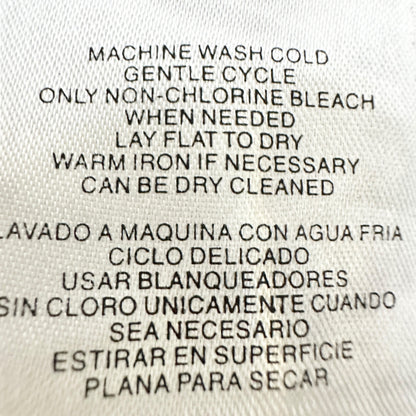 MACHINE WASH COLD
GENTLE CYCLE
ONLY NON-CHLORINE BLEACH
WHEN NEEDED
LAY FLAT TO DRY
WARM IRON IF NECESSARY
CAN BE DRY CLEANED
LAVADO A MAQUINA CON AGUA FRIA
CICLO DELICADO
USAR BLANQUEADORES
SIN CLORO UNICAMENTE CUANDO
SEA NECESARIO
ESTIRAR EN SUPERFICIE
PLANA PARA SECAR